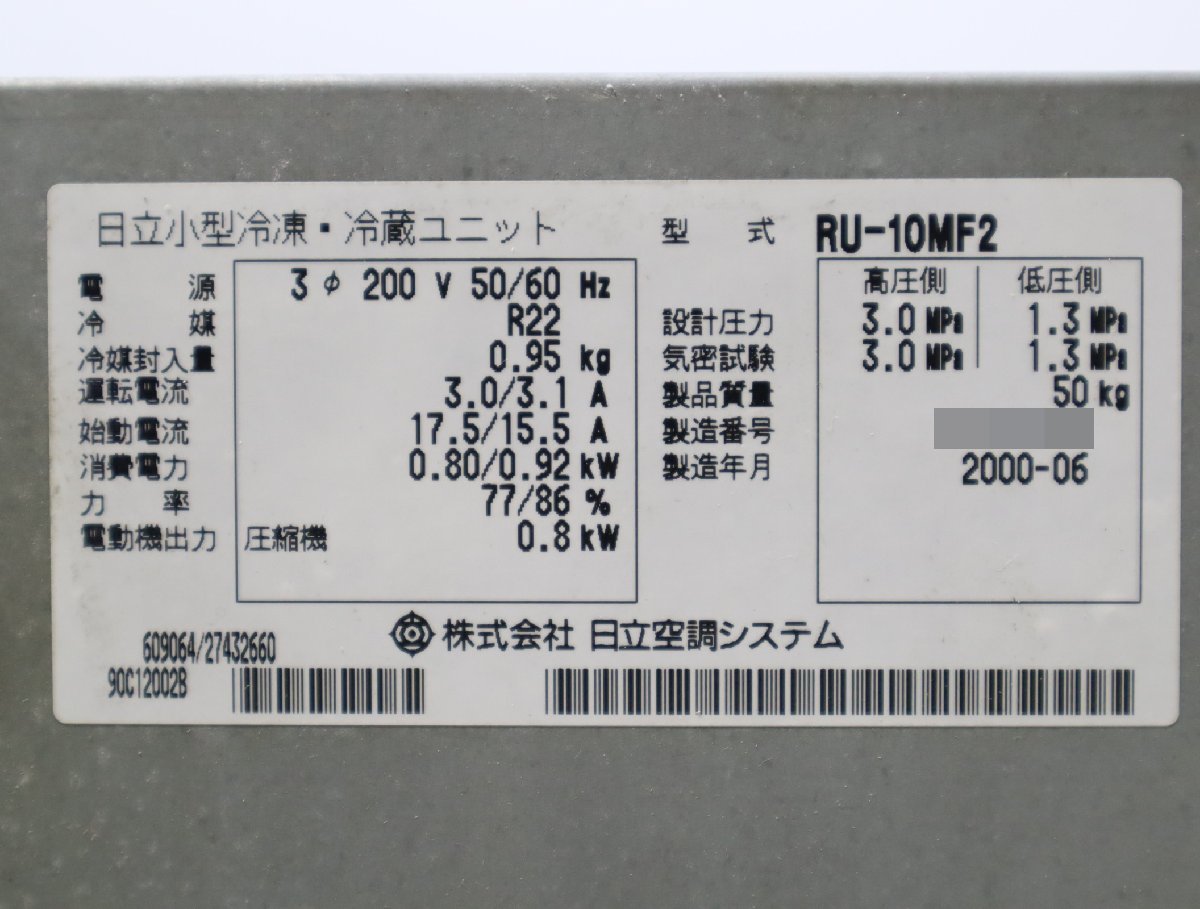 日立小型冷凍・冷蔵ユニット
電源 3φ 200 V 50/60 Hz
冷媒 R22
冷媒封入量 0.95 kg
運転電流 3.0/3.1 A
始動電流 17.5/15.5 A
消費電力 0.80/0.92 kW
力率 77/86 %
電動機出力 圧縮機 0.8 kW
型式 RU-10MF2
高圧側 低圧側
設計圧力 3.0 MPa 1.3 MPa
気密試験 3.0 MPa 1.3 MPa
製品質量 50 kg
製造番号
製造年月 2000-06
株式会社 日立空調システム
609064/27432660
90C12002B